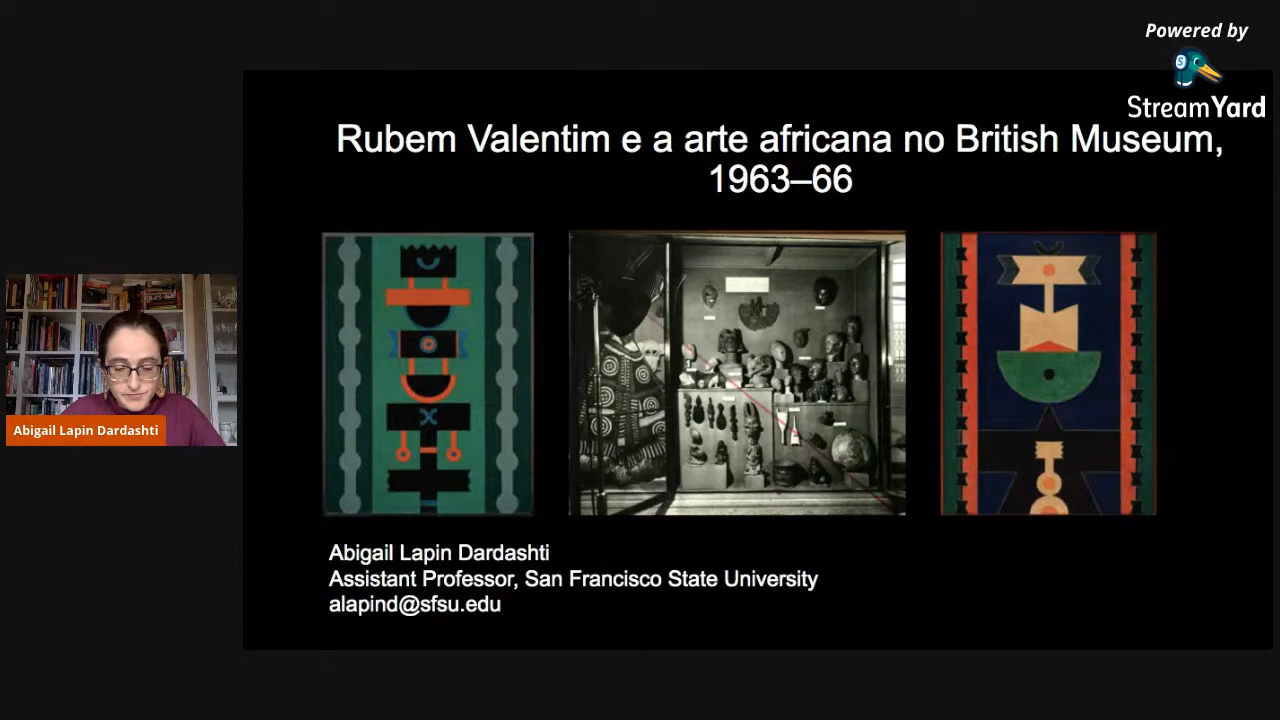 Powered by
StreamYard
Rubem Valentim e a arte africana no British Museum,
1963–66
Abigail Lapin Dardashti
Abigail Lapin Dardashti
Assistant Professor, San Francisco State University
alapind@sfsu.edu